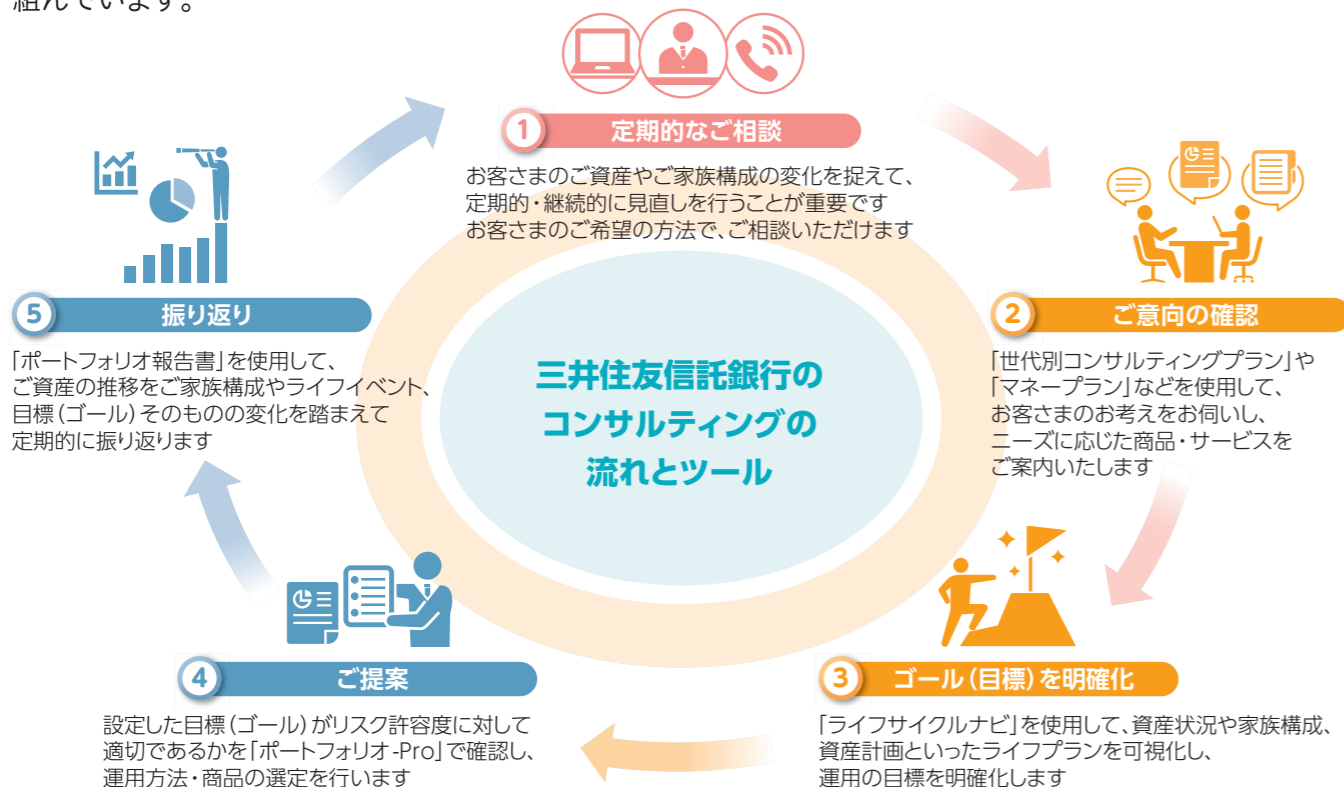 組んでいます。
1 定期的なご相談
お客さまのご資産やご家族構成の変化を捉えて、
定期的・継続的に見直しを行うことが重要です
お客さまのご希望の方法で、ご相談いただけます
2 ご意向の確認
「世代別コンサルティングプラン」や
「マネープラン」などを使用して、
お客さまのお考えをお伺いし、
ニーズに応じた商品・サービスを
ご案内いたします
3 ゴール(目標)を明確化
「ライフサイクルナビ」を使用して、資産状況や家族構成、
資産計画といったライフプランを可視化し、
運用の目標を明確化します
4 ご提案
設定した目標(ゴール)がリスク許容度に対して
適切であるかを「ポートフォリオ-Pro」で確認し、
運用方法・商品の選定を行います
5 振り返り
「ポートフォリオ報告書」を使用して、
ご資産の推移をご家族構成やライフイベント、
目標(ゴール)そのものの変化を踏まえて
定期的に振り返ります
三井住友信託銀行の
コンサルティングの
流れとツール